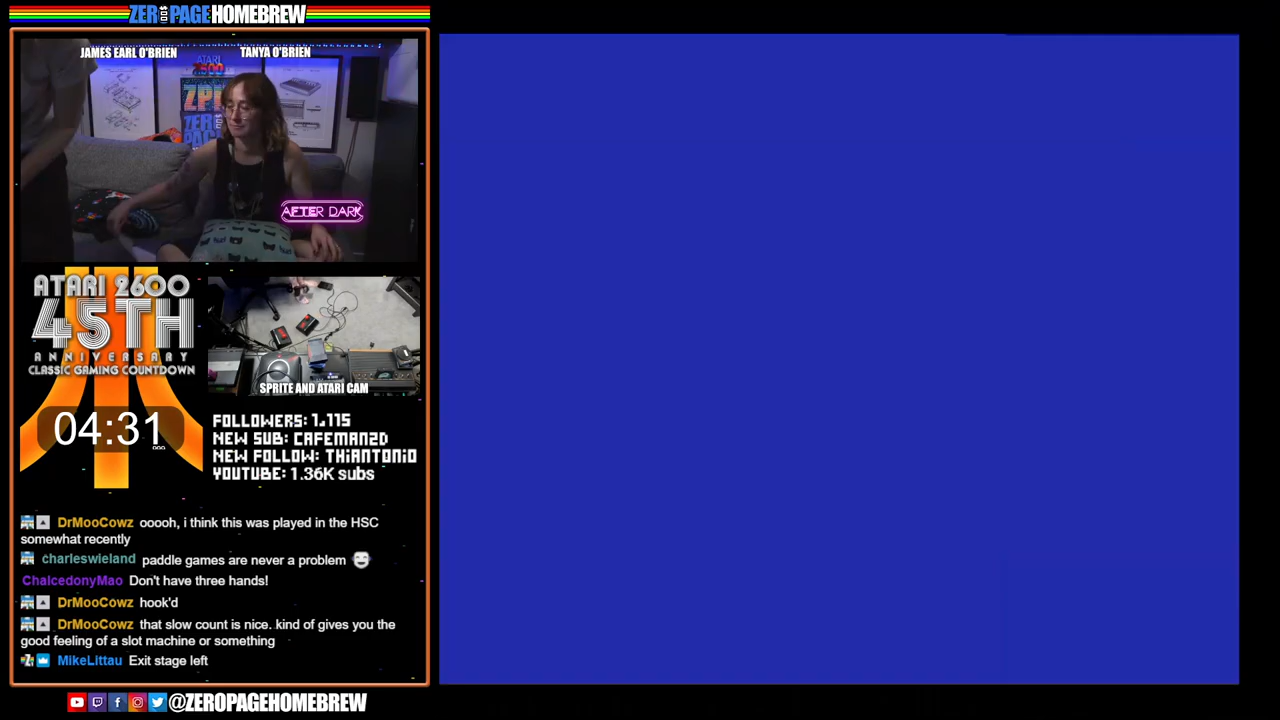 ZEROPAGE HOMEBREW
JAMES EARL O'BRIEN
TANYA O'BRIEN
ATARI
2600
ZPH
ZERO
PAGE
AFTER DARK
ATARI 2600
45TH
ANNIVERSARY
CLASSIC GAMING COUNTDOWN
04:31
SPRITE AND ATARI CAM
FOLLOWERS: 1,115
NEW SUB: CAFEMAN2D
NEW FOLLOW: THIANTONIO
YOUTUBE: 1.36K subs
DrMooCowz ooooh, i think this was played in the HSC
somewhat recently
charleswieland paddle games are never a problem
ChalcedonyMao Don't have three hands!
DrMooCowz hook'd
DrMooCowz that slow count is nice. kind of gives you the
good feeling of a slot machine or something
MikeLittau Exit stage left
@ZEROPAGEHOMEBREW